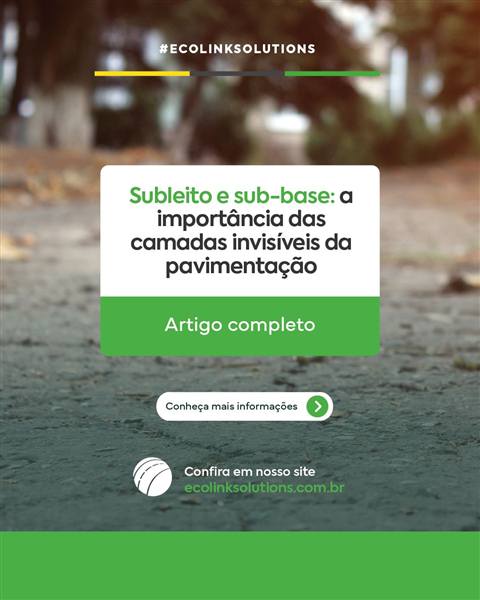 #ECOLINKSOLUTIONS
Subleito e sub-base: a
importância das
camadas invisíveis da
pavimentação
Artigo completo
Conheça mais informações
Confira em nosso site
ecolinksolutions.com.br